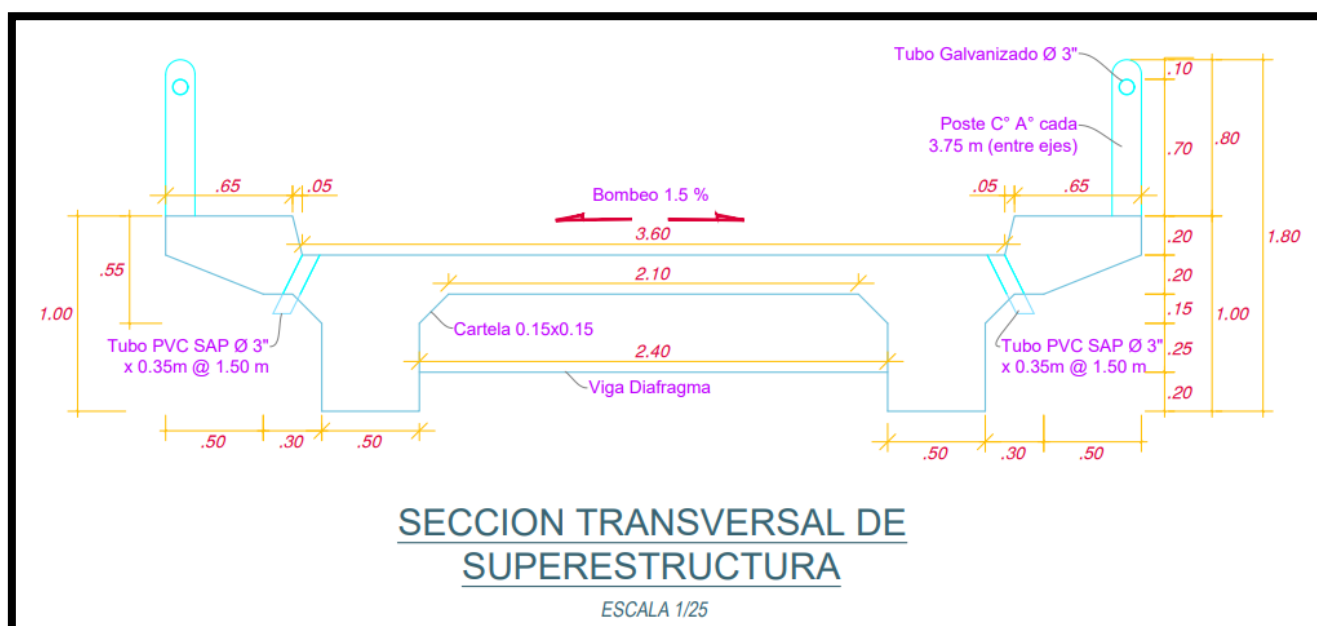 Tubo Galvanizado Ø 3"
.10
Poste C° A° cada
3.75 m (entre ejes)
.70
.80
.65
.05
Bombeo 1.5 %
.05
.65
3.60
.20
1.80
.55
2.10
.20
1.00
Cartela 0.15x0.15
.15
1.00
Tubo PVC SAP Ø 3"
x 0.35m @ 1.50 m
2.40
Tubo PVC SAP Ø 3"
x 0.35m @ 1.50 m
.25
Viga Diafragma
.20
.50
.30
.50
.50
.30
.50
SECCION TRANSVERSAL DE
SUPERESTRUCTURA
ESCALA 1/25